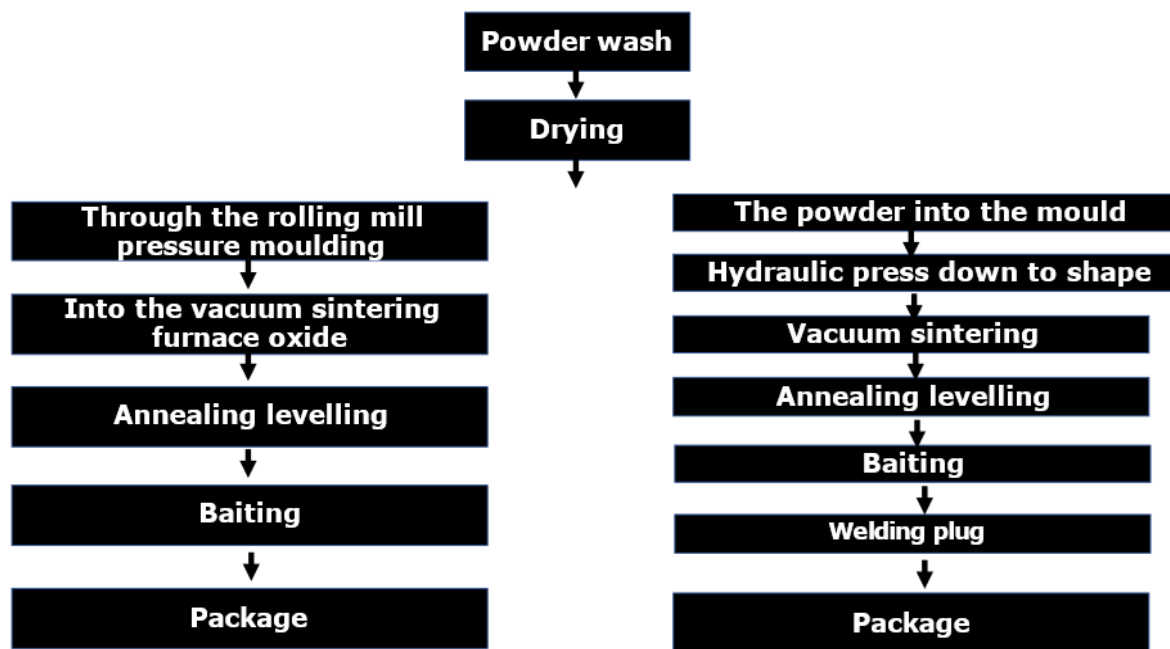 Powder wash
Drying
Through the rolling mill
pressure moulding
Into the vacuum sintering
furnace oxide
Annealing levelling
Baiting
Package
The powder into the mould
Hydraulic press down to shape
Vacuum sintering
Annealing levelling
Baiting
Welding plug
Package